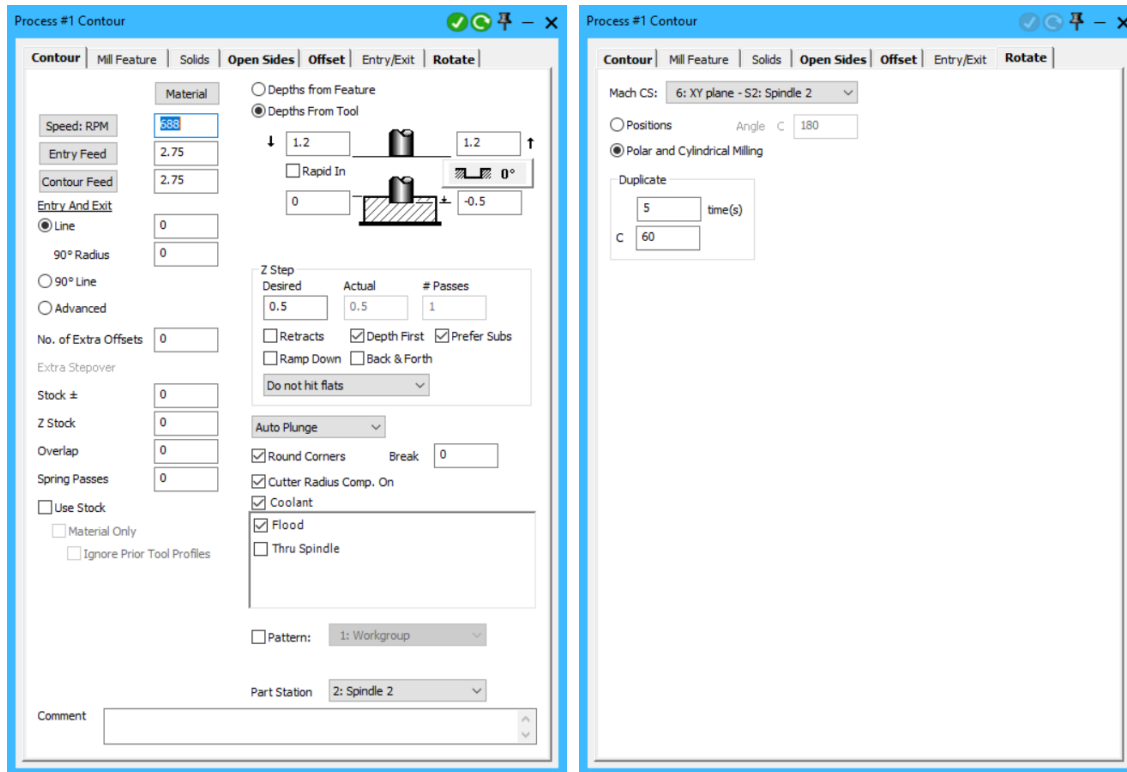 Process #1 Contour
Contour Mill Feature Solids Open Sides Offset Entry/Exit Rotate
Material
Speed: RPM 688
Entry Feed 2.75
Contour Feed 2.75
Entry And Exit
Line 0
90° Radius 0
90° Line
Advanced
No. of Extra Offsets 0
Extra Stepover
Stock ± 0
Z Stock 0
Overlap 0
Spring Passes 0
Use Stock
Material Only
Ignore Prior Tool Profiles
Depths from Feature
Depths From Tool
1.2 1.2
Rapid In
0°
0 -0.5
Z Step
Desired Actual # Passes
0.5 0.5 1
Retracts Depth First Prefer Subs
Ramp Down Back & Forth
Do not hit flats
Auto Plunge
Round Corners Break 0
Cutter Radius Comp. On
Coolant
Flood
Thru Spindle
Pattern: 1: Workgroup
Part Station 2: Spindle 2
Comment
Process #1 Contour
Contour Mill Feature Solids Open Sides Offset Entry/Exit Rotate
Mach CS: 6: XY plane - S2: Spindle 2
Positions Angle C 180
Polar and Cylindrical Milling
Duplicate
5 time(s)
C 60